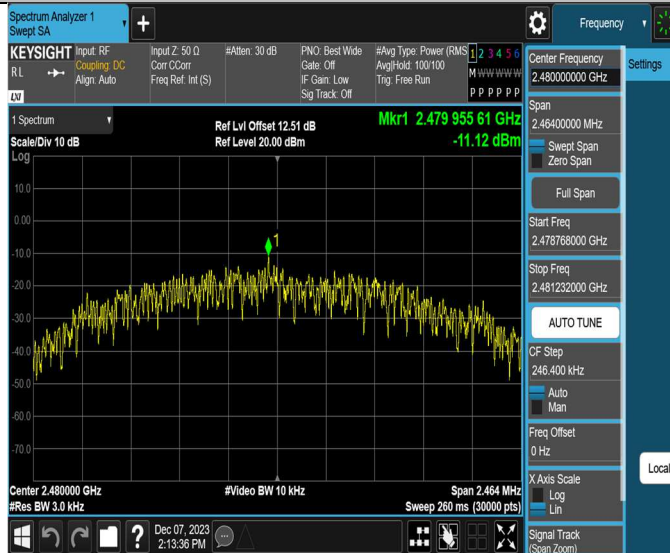 Spectrum Analyzer 1
Swept SA
+
Frequency
KEYSIGHT
RL
LXI
Input: RF
Coupling: DC
Align: Auto
Input Z: 50 Ω
Corr CCorr
Freq Ref: Int (S)
#Atten: 30 dB
PNO: Best Wide
Gate: Off
IF Gain: Low
Sig Track: Off
#Avg Type: Power (RMS
Avg|Hold: 100/100
Trig: Free Run
1 2 3 4 5 6
M W W W W W
P P P P P P
1 Spectrum
Scale/Div 10 dB
Ref Lvl Offset 12.51 dB
Ref Level 20.00 dBm
Mkr1 2.479 955 61 GHz
-11.12 dBm
Log
10.0
0.00
-10.0
-20.0
-30.0
-40.0
-50.0
-60.0
-70.0
1
Center 2.480000 GHz
#Res BW 3.0 kHz
#Video BW 10 kHz
Span 2.464 MHz
Sweep 260 ms (30000 pts)
Dec 07, 2023
2:13:36 PM
?
Center Frequency
2.480000000 GHz
Span
2.46400000 MHz
Swept Span
Zero Span
Full Span
Start Freq
2.478768000 GHz
Stop Freq
2.481232000 GHz
AUTO TUNE
CF Step
246.400 kHz
Auto
Man
Freq Offset
0 Hz
X Axis Scale
Log
Lin
Signal Track
(Span Zoom)
Settings
Local